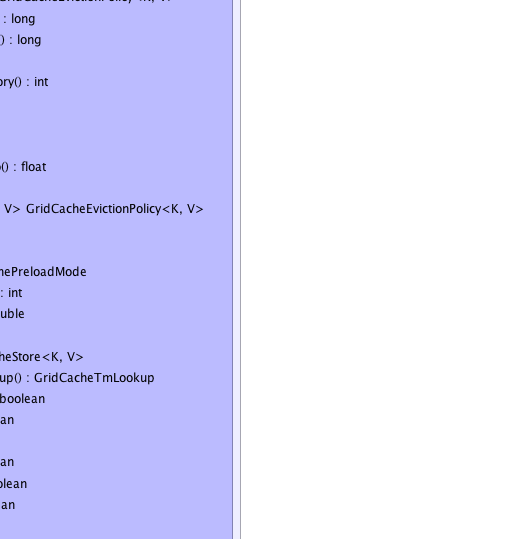 : long
) : long
ory() : int
() : float
V> GridCacheEvictionPolicy<K, V>
hePreloadMode
: int
uble
heStore<K, V>
up() : GridCacheTmLookup
boolean
an
an
olean
an